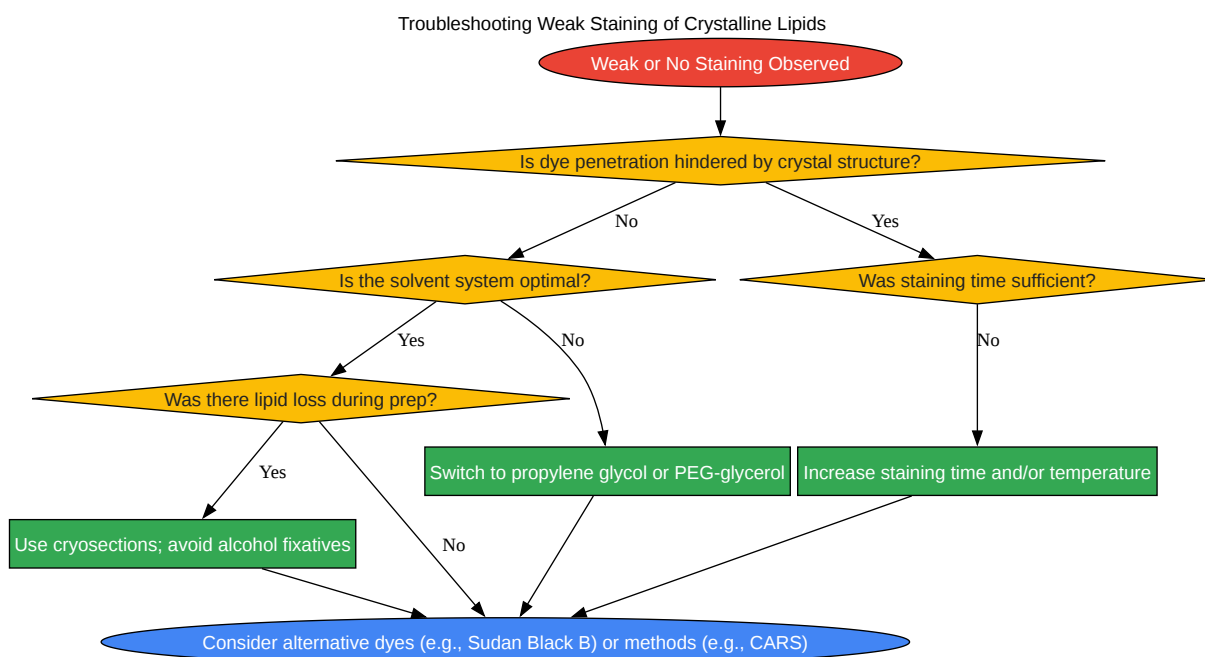 Troubleshooting Weak Staining of Crystalline Lipids
Weak or No Staining Observed
Is dye penetration hindered by crystal structure?
No
Yes
Is the solvent system optimal?
Was staining time sufficient?
Yes
No
No
Was there lipid loss during prep?
Yes
Switch to propylene glycol or PEG-glycerol
Increase staining time and/or temperature
Use cryosections; avoid alcohol fixatives
No
Consider alternative dyes (e.g., Sudan Black B) or methods (e.g., CARS)